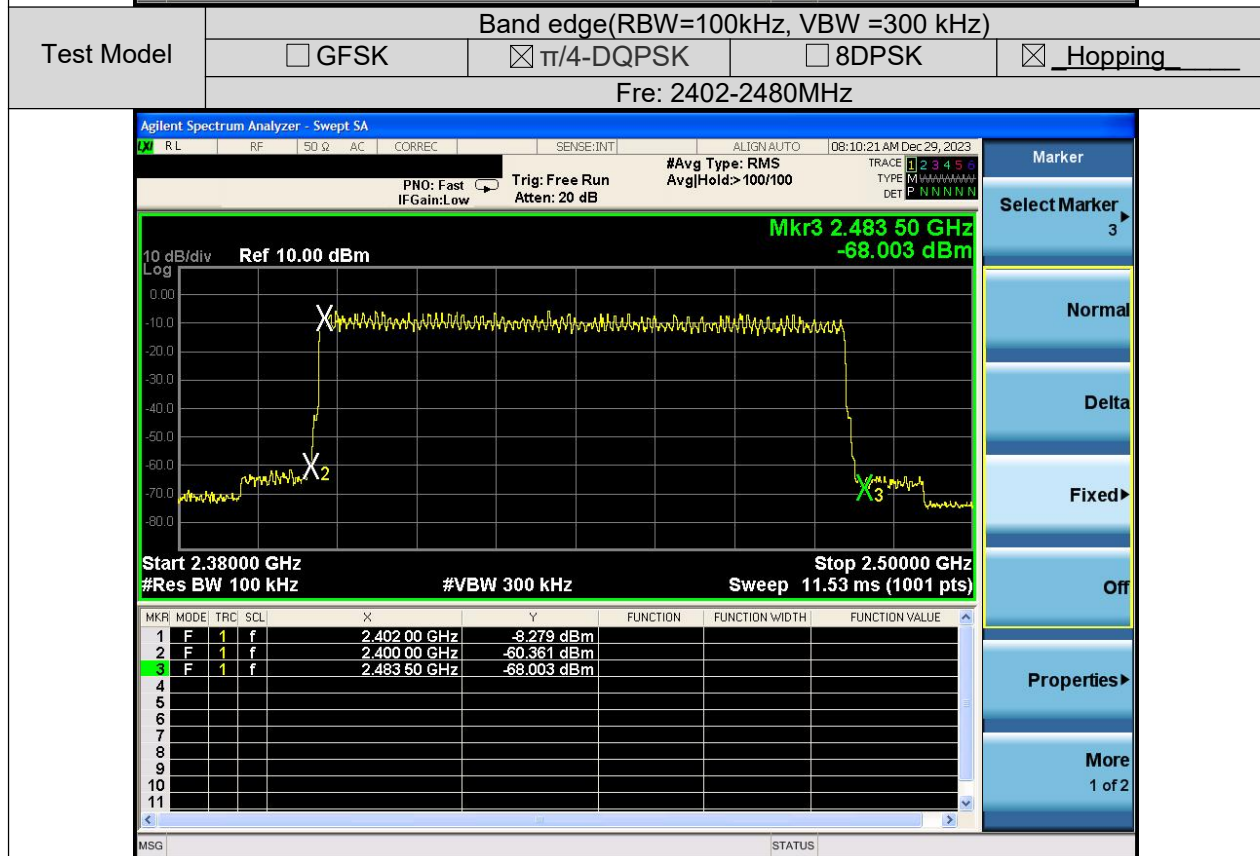 Band edge(RBW=100kHz, VBW =300 kHz)
Test Model
☐ GFSK ☒ π/4-DQPSK ☐ 8DPSK ☒ _Hopping_____
Fre: 2402-2480MHz
Agilent Spectrum Analyzer - Swept SA
LXI RL RF 50 Ω AC CORREC SENSE:INT ALIGN AUTO 08:10:21 AM Dec 29, 2023
PNO: Fast
IFGain:Low
Trig: Free Run
Atten: 20 dB
#Avg Type: RMS
Avg|Hold:>100/100
TRACE 1 2 3 4 5 6
TYPE M
DET P N N N N N
Mkr3 2.483 50 GHz
-68.003 dBm
10 dB/div Ref 10.00 dBm
Log
0.00
-10.0
-20.0
-30.0
-40.0
-50.0
-60.0
-70.0
-80.0
2
3
Start 2.38000 GHz Stop 2.50000 GHz
#Res BW 100 kHz #VBW 300 kHz Sweep 11.53 ms (1001 pts)
MKR MODE TRC SCL X Y FUNCTION FUNCTION WIDTH FUNCTION VALUE
1 F 1 f 2.402 00 GHz -8.279 dBm
2 F 1 f 2.400 00 GHz -60.361 dBm
3 F 1 f 2.483 50 GHz -68.003 dBm
4
5
6
7
8
9
10
11
MSG STATUS
Marker
Select Marker
3
Normal
Delta
Fixed
Off
Properties
More
1 of 2